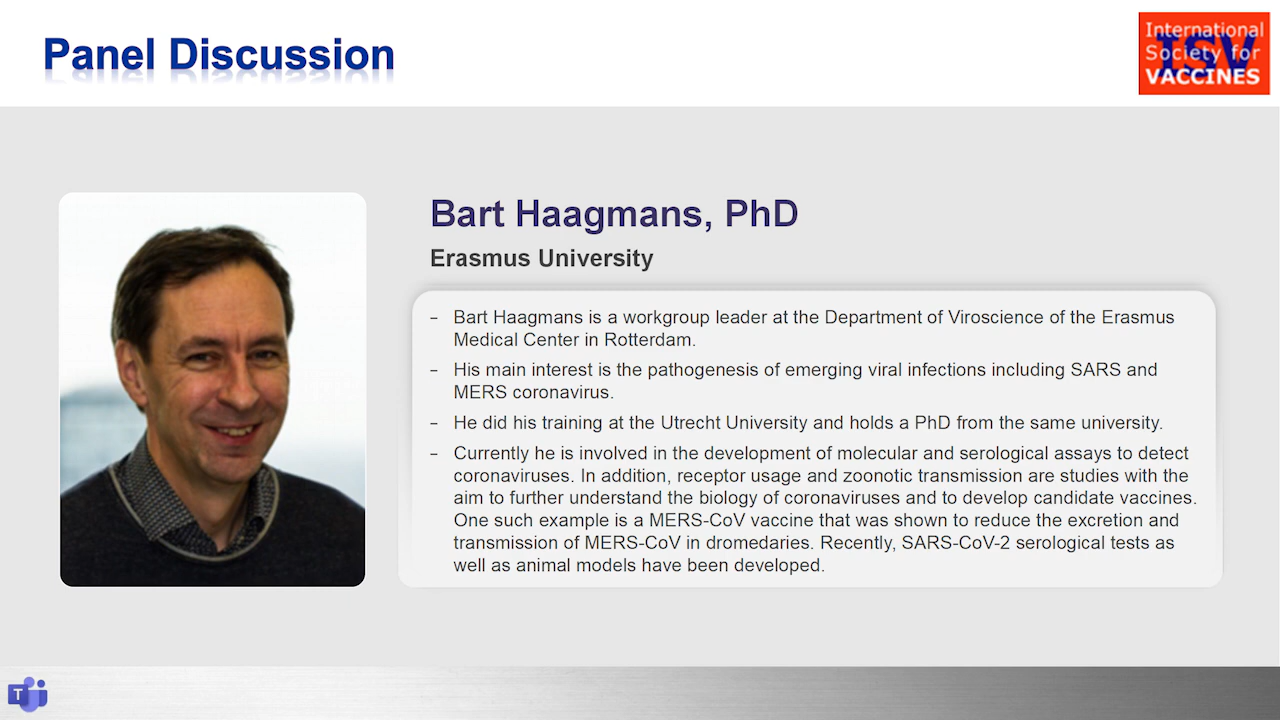 Panel Discussion
International
Society for
ISV
VACCINES
Bart Haagmans, PhD
Erasmus University
– Bart Haagmans is a workgroup leader at the Department of Viroscience of the Erasmus
Medical Center in Rotterdam.
– His main interest is the pathogenesis of emerging viral infections including SARS and
MERS coronavirus.
– He did his training at the Utrecht University and holds a PhD from the same university.
– Currently he is involved in the development of molecular and serological assays to detect
coronaviruses. In addition, receptor usage and zoonotic transmission are studies with the
aim to further understand the biology of coronaviruses and to develop candidate vaccines.
One such example is a MERS-CoV vaccine that was shown to reduce the excretion and
transmission of MERS-CoV in dromedaries. Recently, SARS-CoV-2 serological tests as
well as animal models have been developed.
T